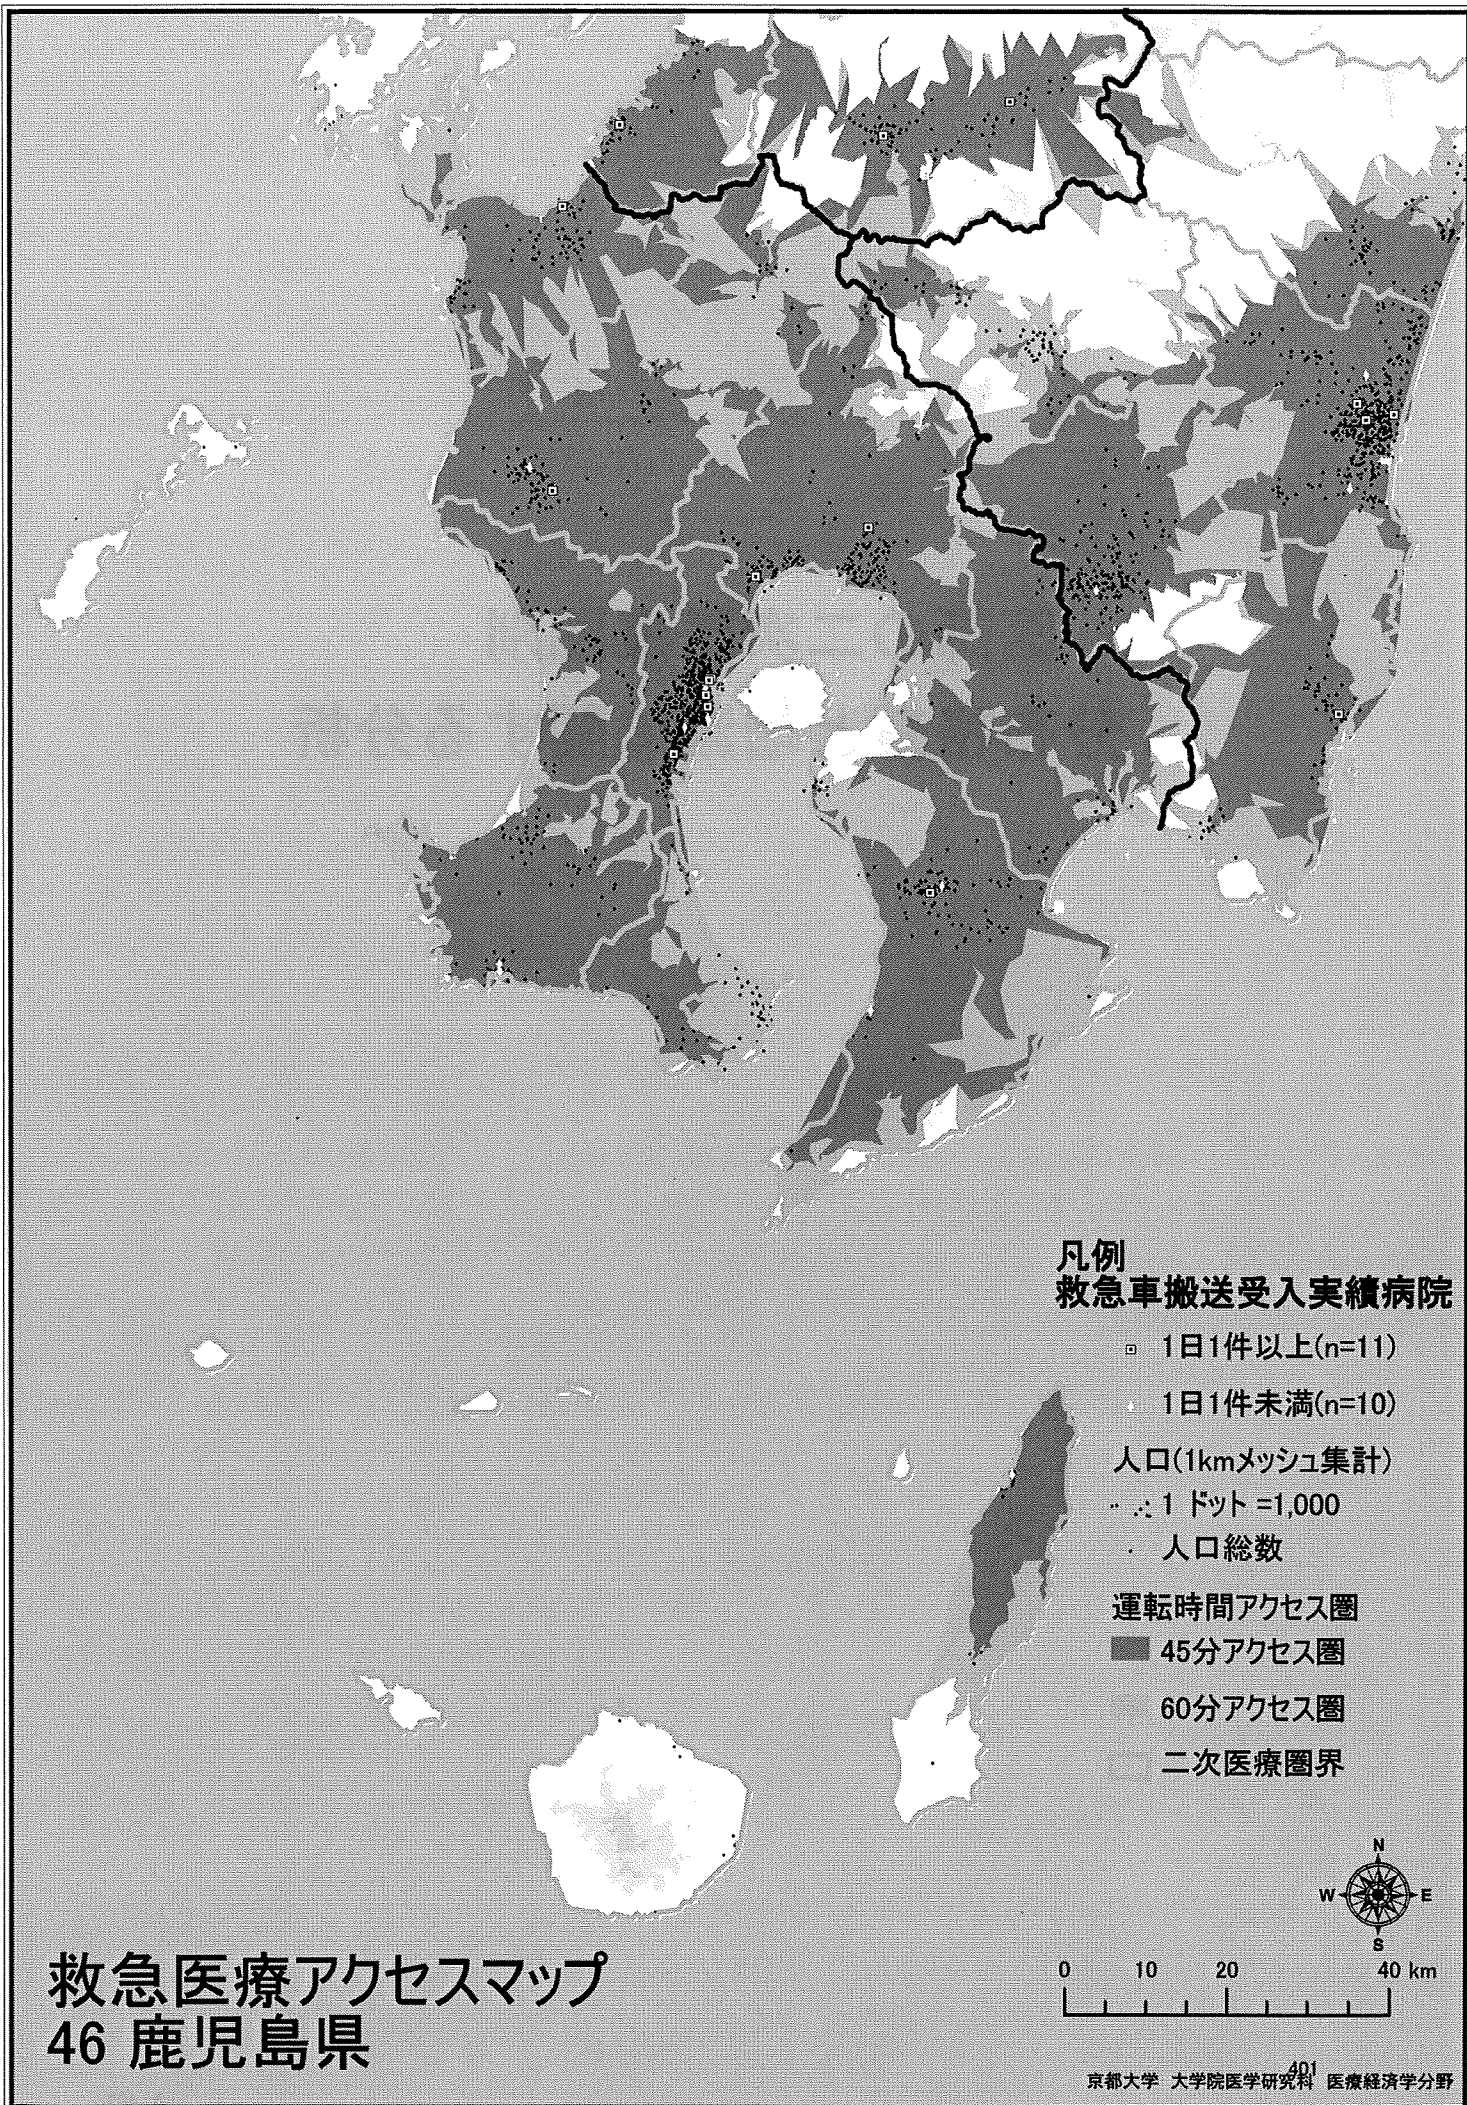 凡例
救急車搬送受入実績病院
1日1件以上(n=11)
1日1件未満(n=10)
人口(1kmメッシュ集計)
1 ドット =1,000
人口総数
運転時間アクセス圏
45分アクセス圏
60分アクセス圏
二次医療圏界
N
W E
S
0 10 20 40 km
救急医療アクセスマップ
46 鹿児島県
401
京都大学 大学院医学研究科 医療経済学分野